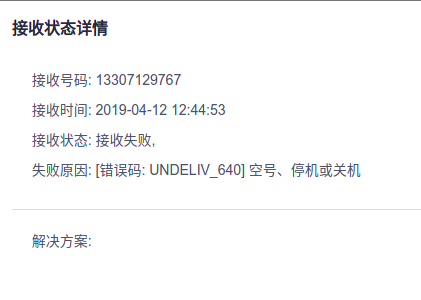 接收状态详情
接收号码: 13307129767
接收时间: 2019-04-12 12:44:53
接收状态: 接收失败,
失败原因: [错误码: UNDELIV_640] 空号、停机或关机
解决方案: